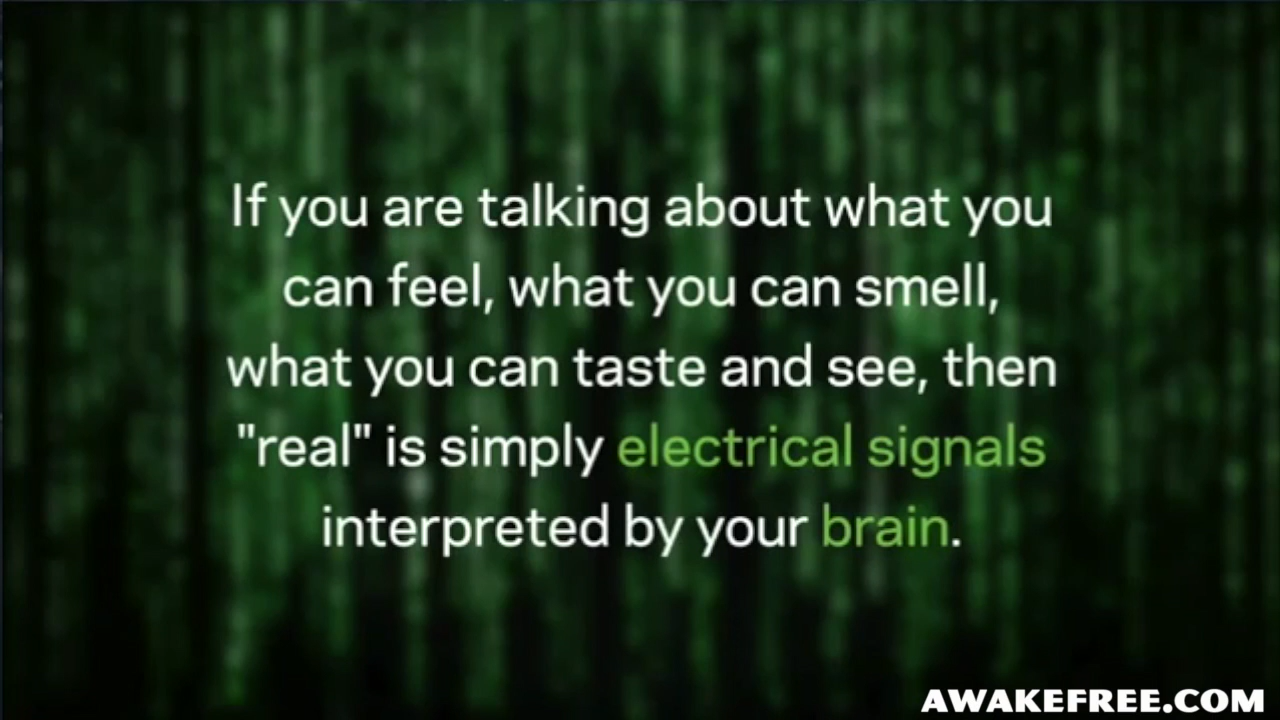 If you are talking about what you
can feel, what you can smell,
what you can taste and see, then
"real" is simply electrical signals
interpreted by your brain.
AWAKEFREE.COM